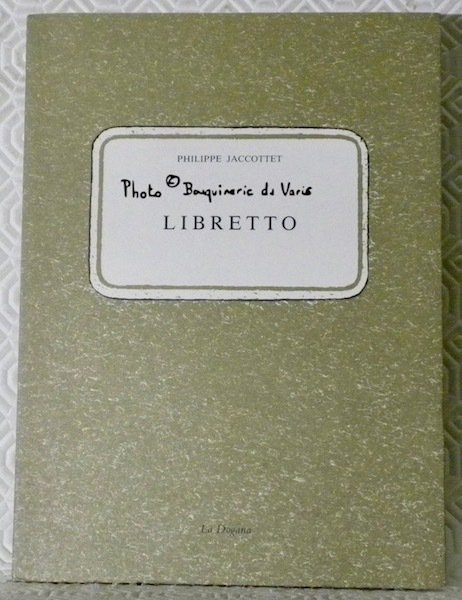 PHILIPPE JACCOTTET
Photo © Bouquinerie du Varis
LIBRETTO
La Dogana